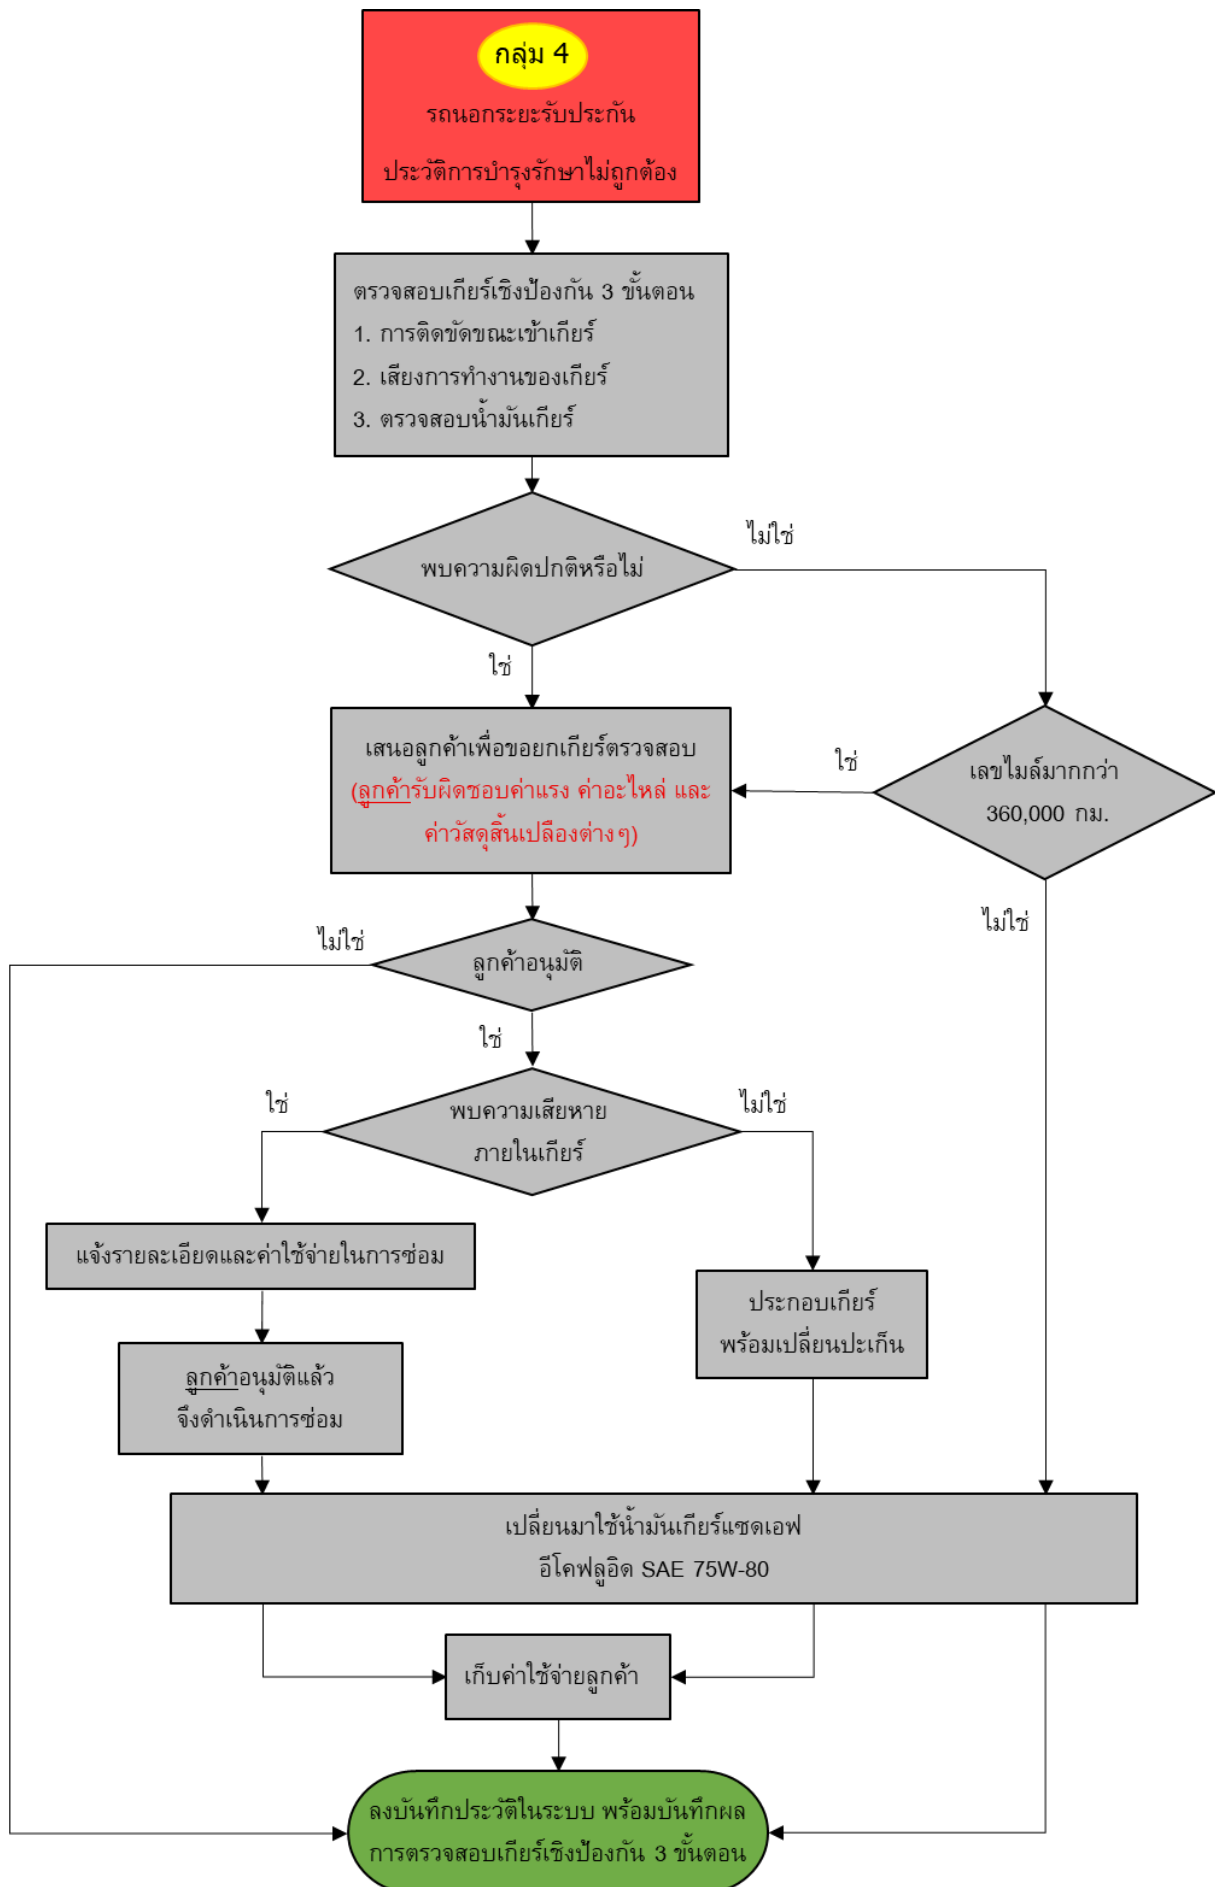 กลุ่ม 4
รถนอกระยะรับประกัน
ประวัติการบำรุงรักษาไม่ถูกต้อง
ตรวจสอบเกียร์เชิงป้องกัน 3 ขั้นตอน
1. การติดขัดขณะเข้าเกียร์
2. เสียงการทำงานของเกียร์
3. ตรวจสอบน้ำมันเกียร์
พบความผิดปกติหรือไม่
ไม่ใช่
ใช่
เสนอลูกค้าเพื่อขอยกเกียร์ตรวจสอบ
(ลูกค้ารับผิดชอบค่าแรง ค่าอะไหล่ และ
ค่าวัสดุสิ้นเปลืองต่างๆ)
ใช่
เลขไมล์มากกว่า
360,000 กม.
ไม่ใช่
ไม่ใช่
ลูกค้าอนุมัติ
ใช่
พบความเสียหาย
ภายในเกียร์
ใช่
ไม่ใช่
แจ้งรายละเอียดและค่าใช้จ่ายในการซ่อม
ลูกค้าอนุมัติแล้ว
จึงดำเนินการซ่อม
ประกอบเกียร์
พร้อมเปลี่ยนปะเก็น
เปลี่ยนมาใช้น้ำมันเกียร์แซดเอฟ
อีโคฟลูอิด SAE 75W-80
เก็บค่าใช้จ่ายลูกค้า
ลงบันทึกประวัติในระบบ พร้อมบันทึกผล
การตรวจสอบเกียร์เชิงป้องกัน 3 ขั้นตอน